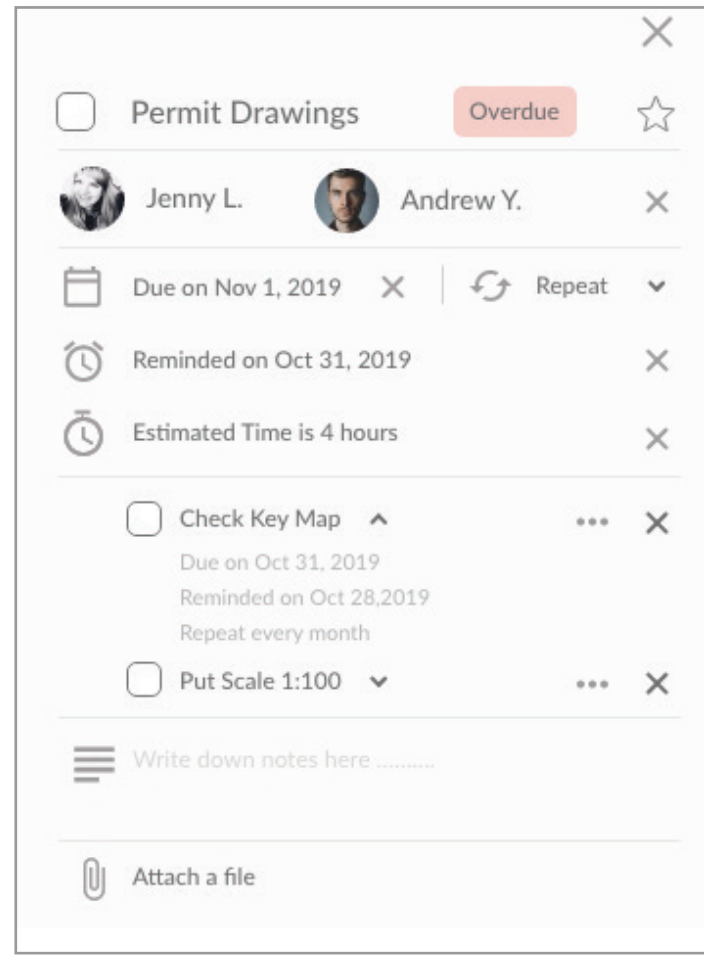 Permit Drawings Overdue
Jenny L. Andrew Y.
Due on Nov 1, 2019 Repeat
Reminded on Oct 31, 2019
Estimated Time is 4 hours
Check Key Map
Due on Oct 31, 2019
Reminded on Oct 28,2019
Repeat every month
Put Scale 1:100
Write down notes here ..........
Attach a file